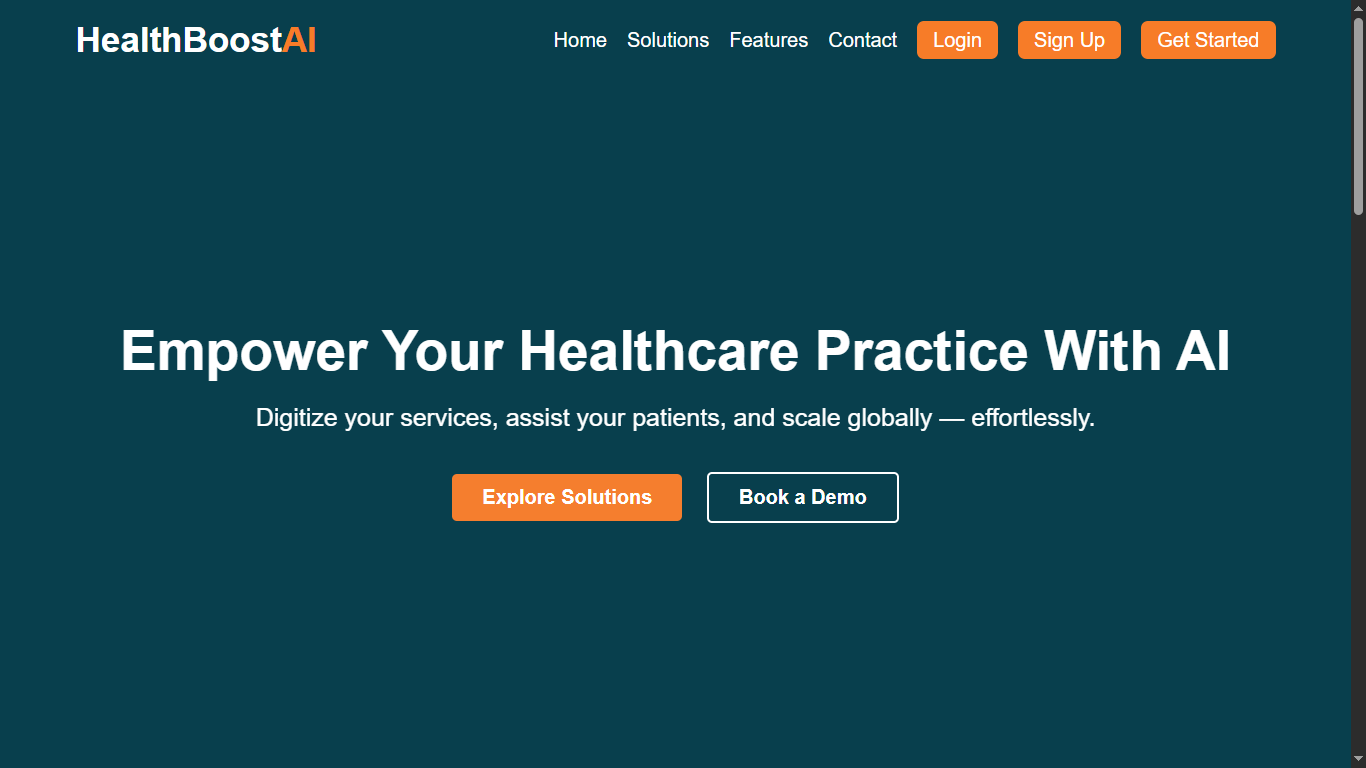 HealthBoostAI Home Solutions Features Contact Login Sign Up Get Started
Empower Your Healthcare Practice With AI
Digitize your services, assist your patients, and scale globally — effortlessly.
Explore Solutions Book a Demo